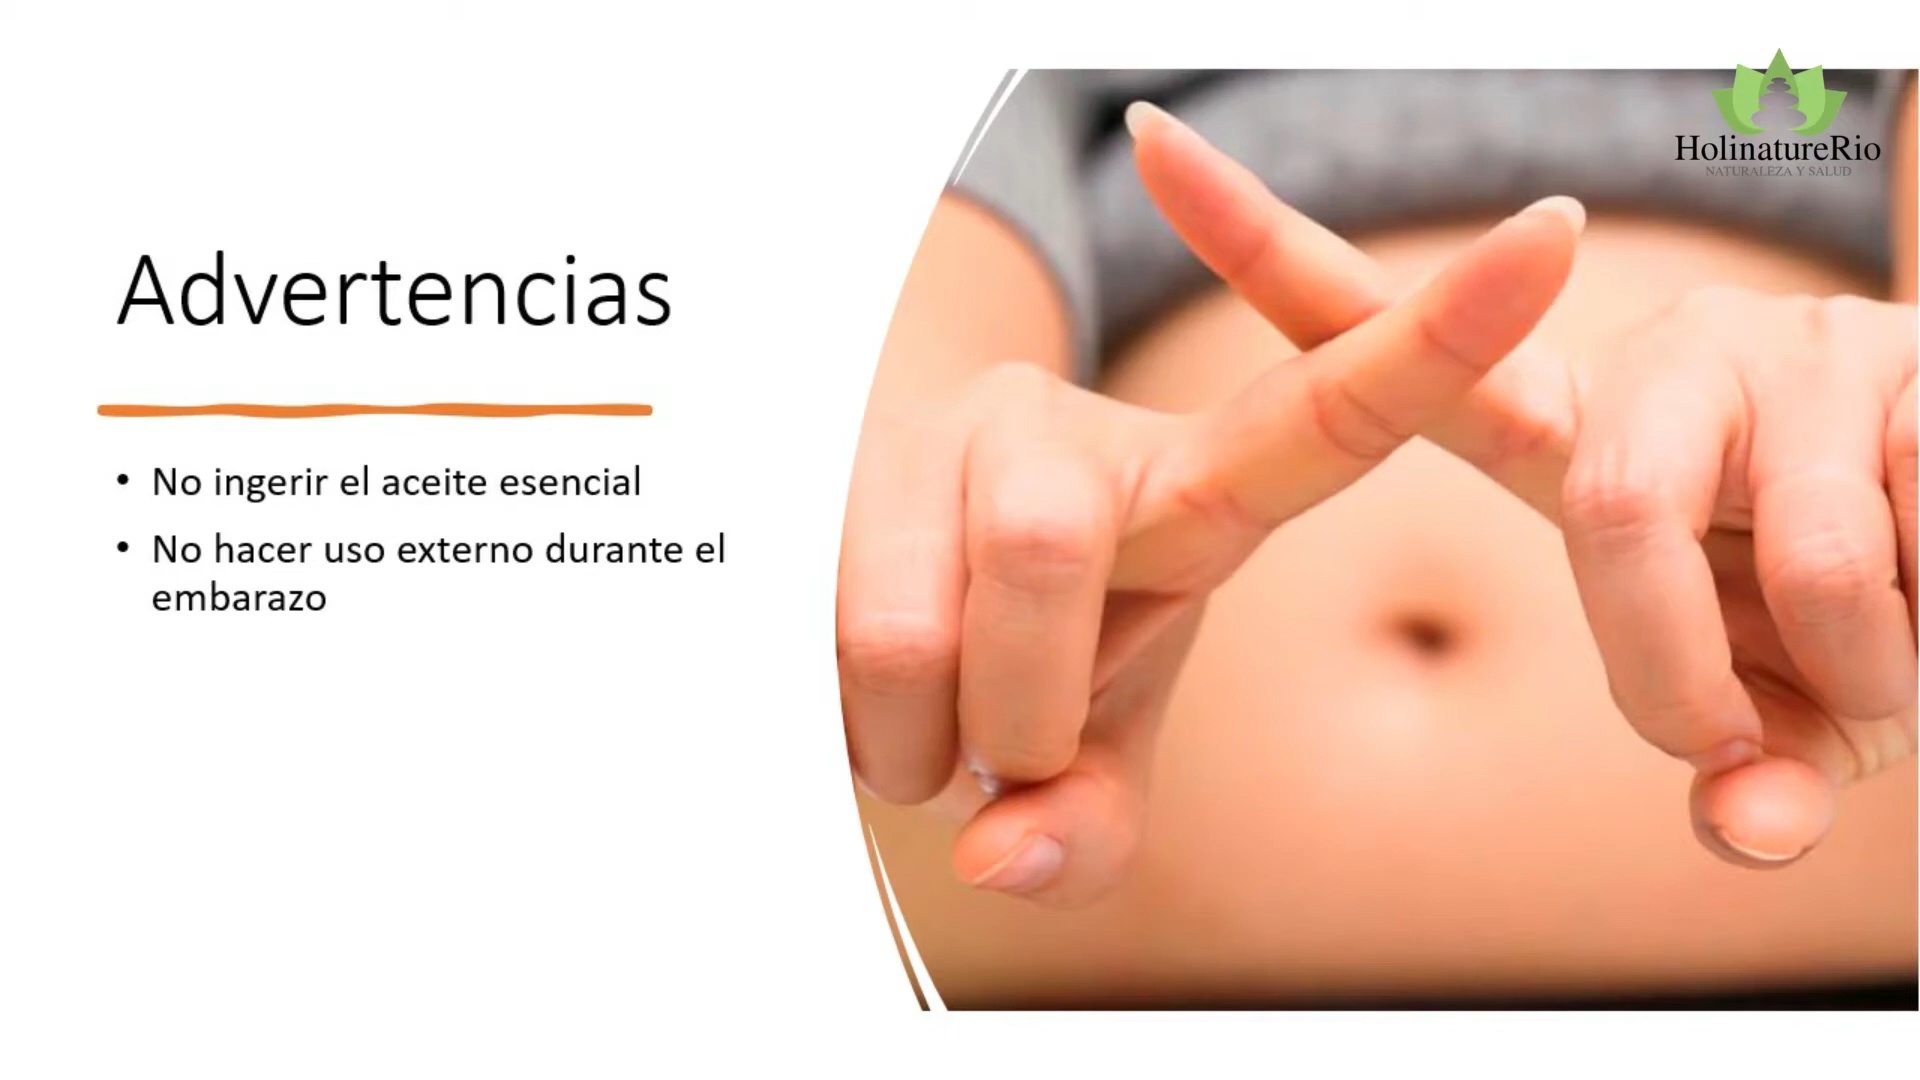 HolinatureRio
NATURALEZA Y SALUD
Advertencias
• No ingerir el aceite esencial
• No hacer uso externo durante el
embarazo